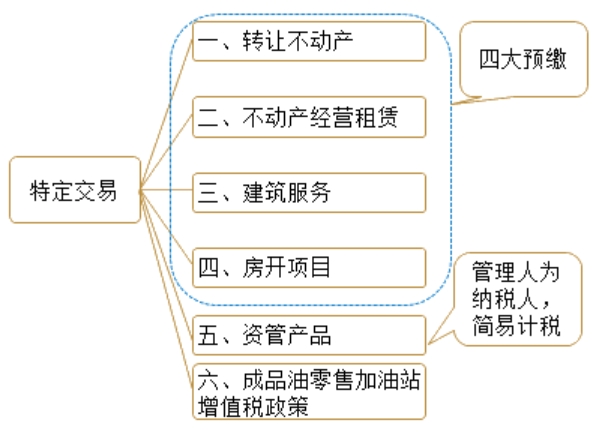 一、转让不动产
四大预缴
二、不动产经营租赁
特定交易
三、建筑服务
四、房开项目
管理人为
纳税人，
简易计税
五、资管产品
六、成品油零售加油站
增值税政策